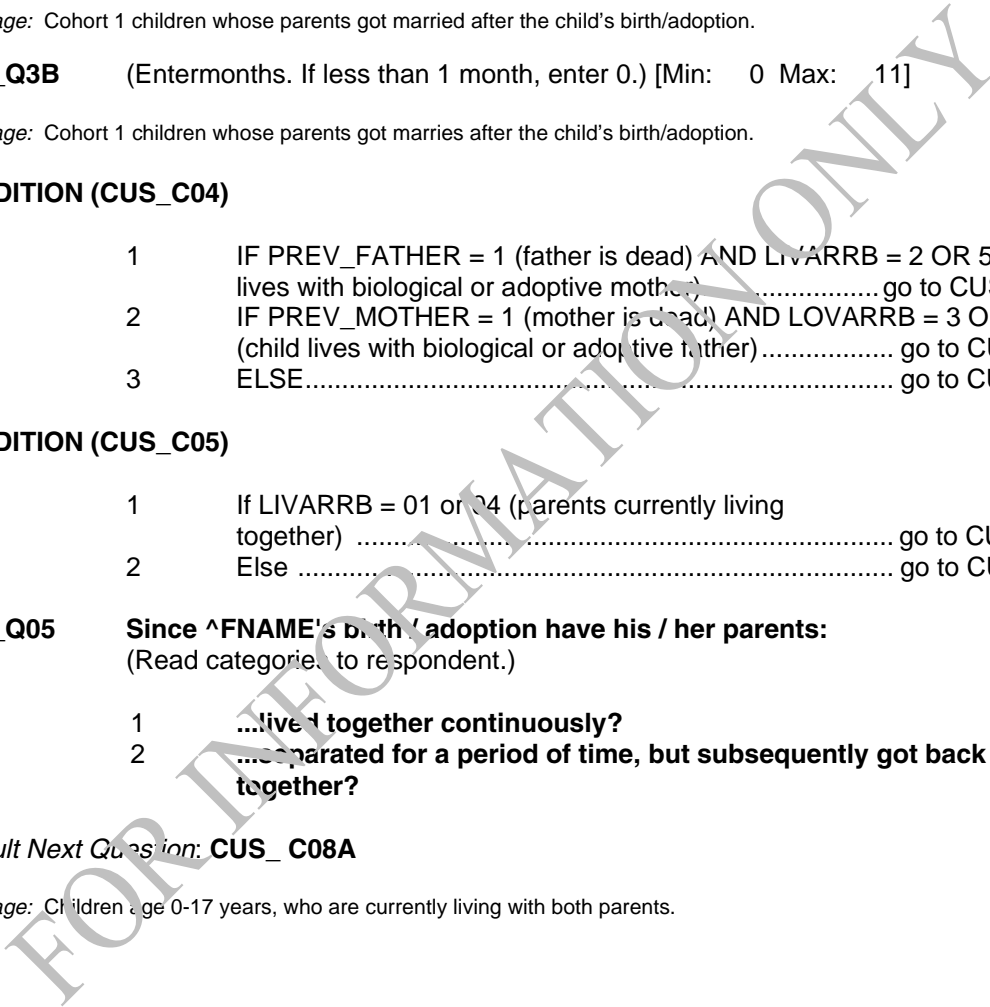 age: Cohort 1 children whose parents got married after the child's birth/adoption.
_Q3B (Entermonths. If less than 1 month, enter 0.) [Min: 0 Max: 11]
age: Cohort 1 children whose parents got marries after the child's birth/adoption.
DITION (CUS_C04)
1 IF PREV_FATHER = 1 (father is dead) AND LIVARRB = 2 OR 5
lives with biological or adoptive mother) .................. go to CUS
2 IF PREV_MOTHER = 1 (mother is dead) AND LOVARRB = 3 O
(child lives with biological or adoptive father) .................. go to CU
3 ELSE.................................................................................. go to CU
DITION (CUS_C05)
1 If LIVARRB = 01 or 04 (parents currently living
together) ........................................................................... go to CU
2 Else ................................................................................... go to CU
_Q05 Since ^FNAME's birth / adoption have his / her parents:
(Read categories to respondent.)
1 ...lived together continuously?
2 ...separated for a period of time, but subsequently got back
together?
ult Next Question: CUS_ C08A
age: Children age 0-17 years, who are currently living with both parents.
FOR INFORMATION ONLY